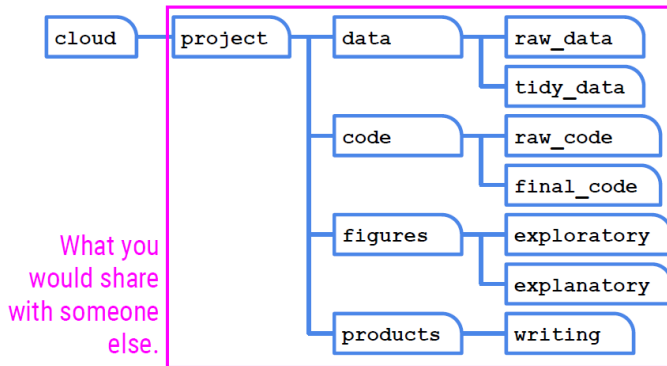 cloud
project
data
raw_data
tidy_data
code
raw_code
final_code
figures
exploratory
explanatory
products
writing
What you
would share
with someone
else.